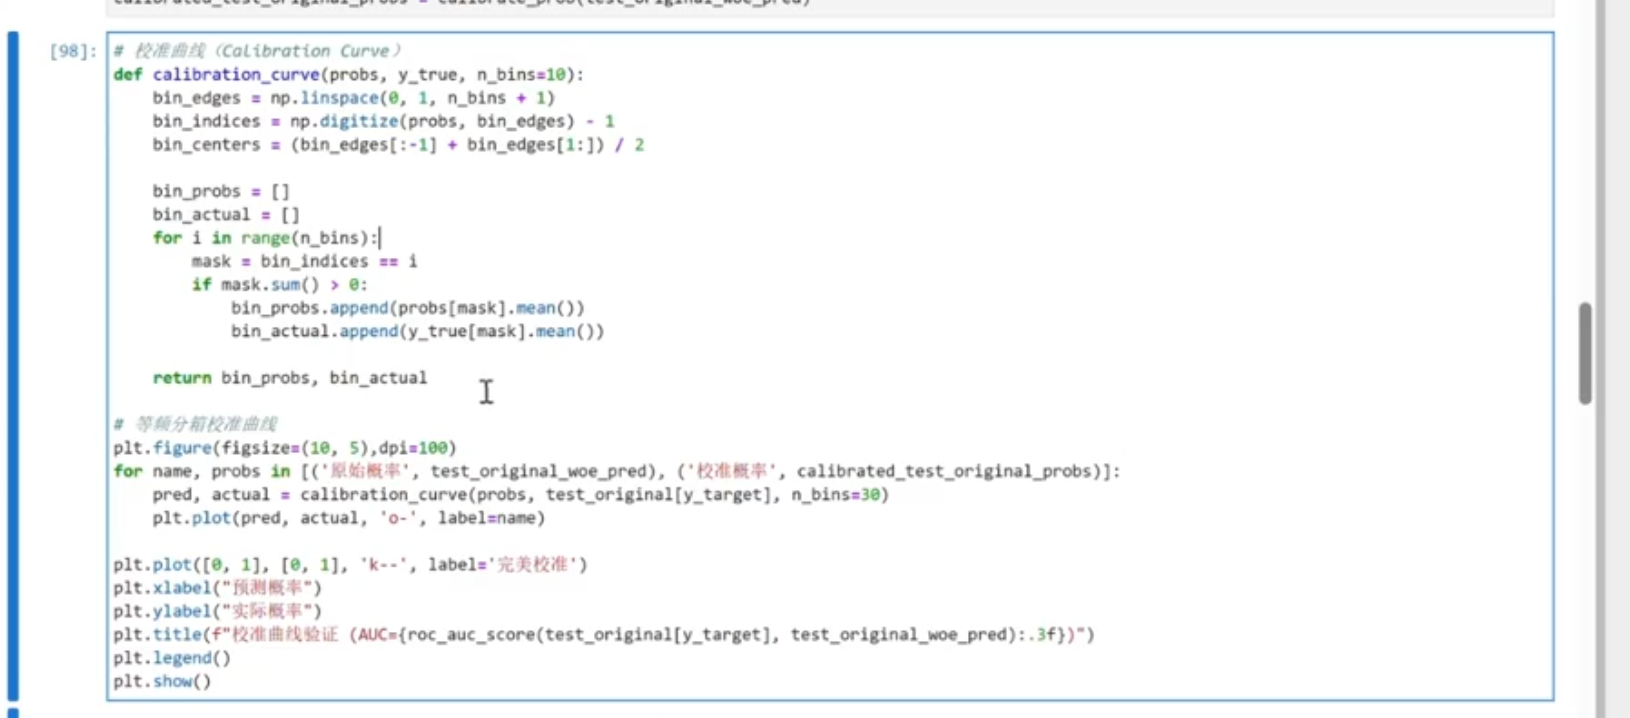 calibrated_test_original_probs = calibrate_prob(test_original_woe_pred)
[98]:
# 校准曲线（Calibration Curve）
def calibration_curve(probs, y_true, n_bins=10):
    bin_edges = np.linspace(0, 1, n_bins + 1)
    bin_indices = np.digitize(probs, bin_edges) - 1
    bin_centers = (bin_edges[:-1] + bin_edges[1:]) / 2
    bin_probs = []
    bin_actual = []
    for i in range(n_bins):
        mask = bin_indices == i
        if mask.sum() > 0:
            bin_probs.append(probs[mask].mean())
            bin_actual.append(y_true[mask].mean())
    return bin_probs, bin_actual
# 等频分箱校准曲线
plt.figure(figsize=(10, 5),dpi=100)
for name, probs in [('原始概率', test_original_woe_pred), ('校准概率', calibrated_test_original_probs)]:
    pred, actual = calibration_curve(probs, test_original[y_target], n_bins=30)
    plt.plot(pred, actual, 'o-', label=name)
plt.plot([0, 1], [0, 1], 'k--', label='完美校准')
plt.xlabel("预测概率")
plt.ylabel("实际概率")
plt.title(f"校准曲线验证 (AUC={roc_auc_score(test_original[y_target], test_original_woe_pred):.3f})")
plt.legend()
plt.show()